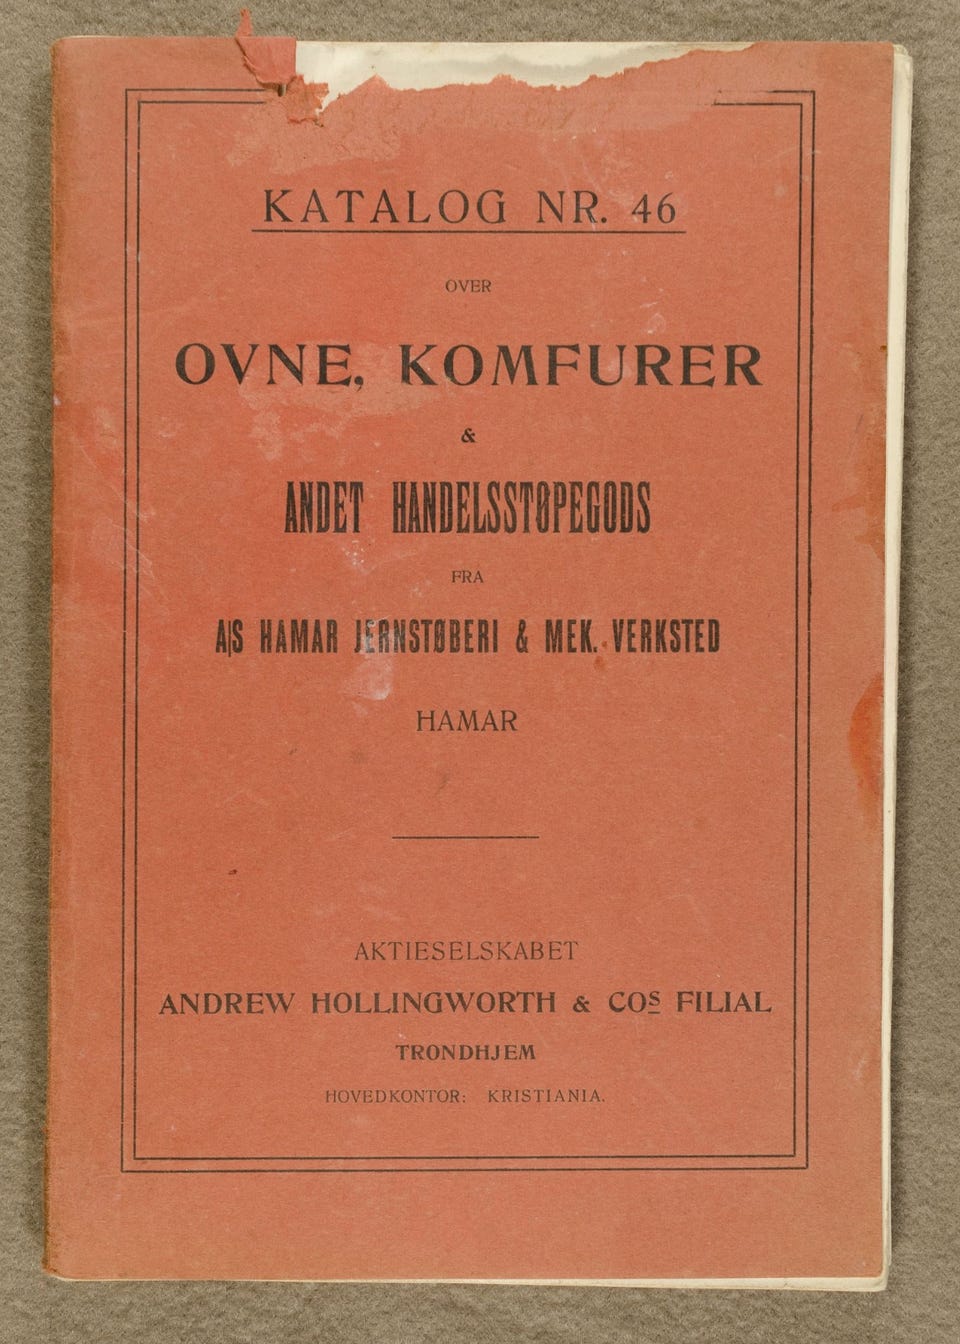 KATALOG NR. 46
OVER
OVNE, KOMFURER
&
ANDET HANDELSSTØPEGODS
FRA
A/S HAMAR JERNSTØBERI & MEK. VERKSTED
HAMAR
AKTIESELSKABET
ANDREW HOLLINGWORTH & COS FILIAL
TRONDHJEM
HOVEDKONTOR: KRISTIANIA.